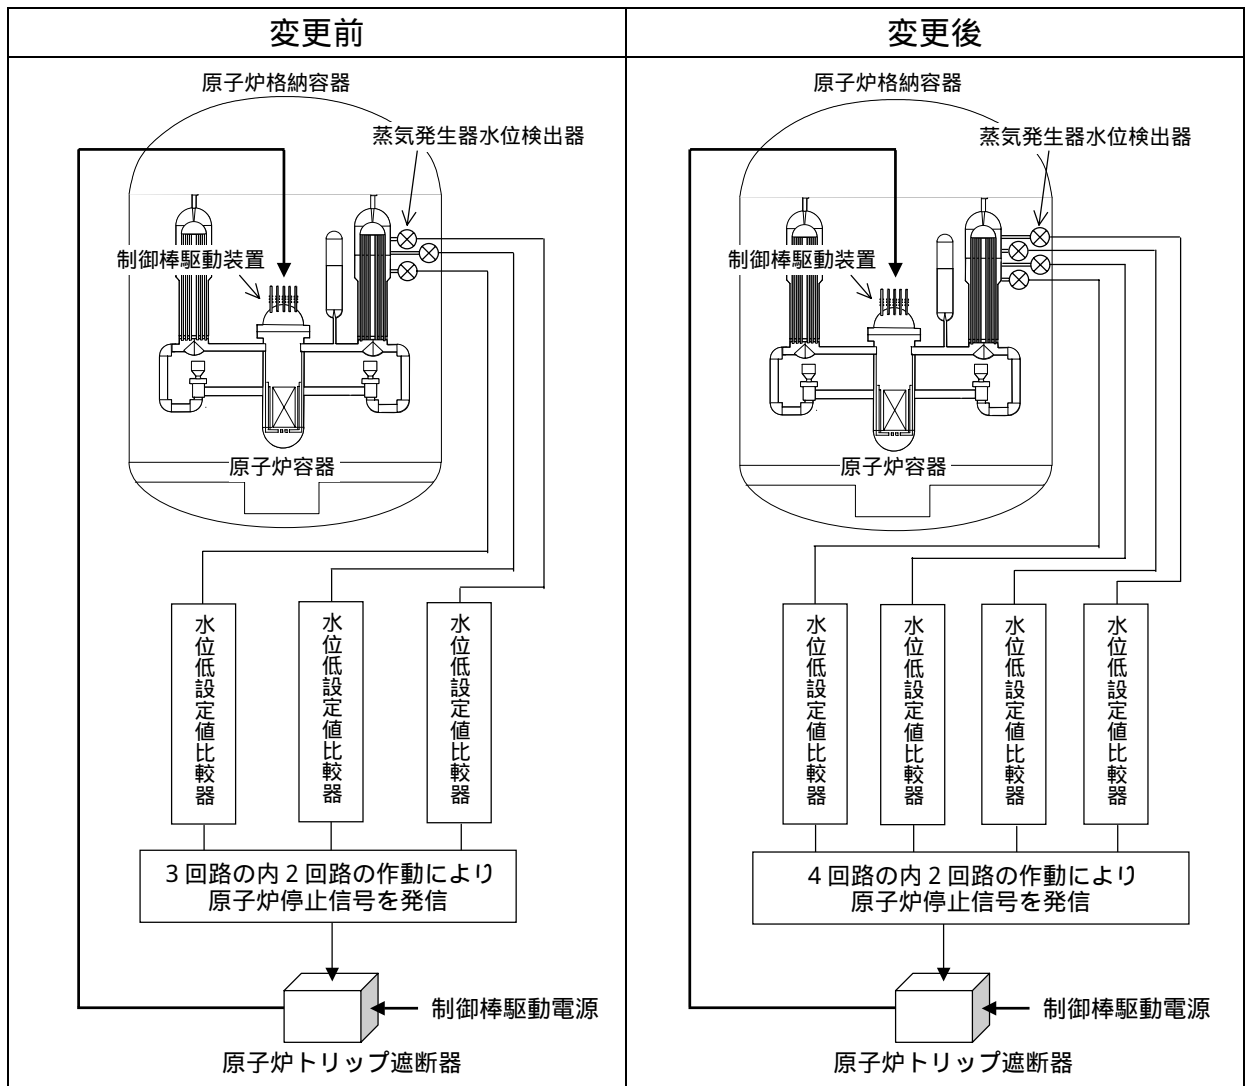 変更前
原子炉格納容器
蒸気発生器水位検出器
制御棒駆動装置
原子炉容器
水位低設定値比較器
水位低設定値比較器
水位低設定値比較器
3回路の内2回路の作動により
原子炉停止信号を発信
制御棒駆動電源
原子炉トリップ遮断器
変更後
原子炉格納容器
蒸気発生器水位検出器
制御棒駆動装置
原子炉容器
水位低設定値比較器
水位低設定値比較器
水位低設定値比較器
水位低設定値比較器
4回路の内2回路の作動により
原子炉停止信号を発信
制御棒駆動電源
原子炉トリップ遮断器